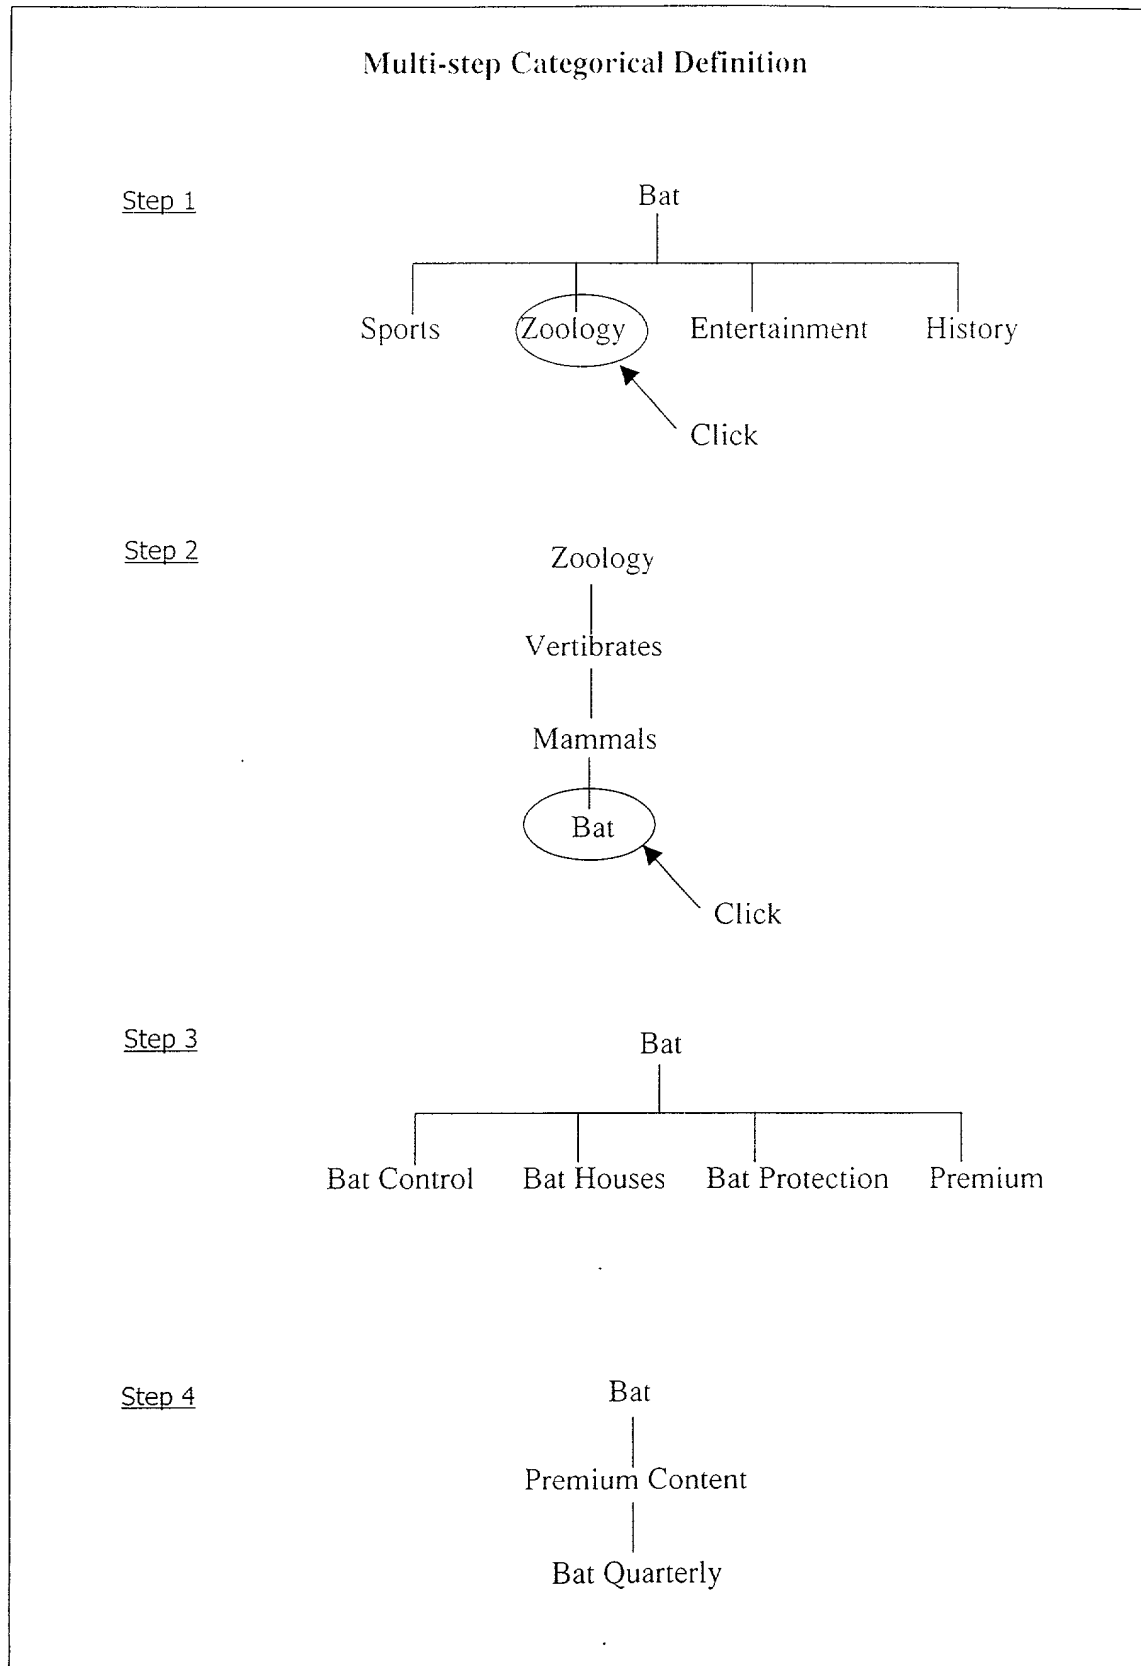 Multi-step Categorical Definition
Step 1
Bat
Sports Zoology Entertainment History
Click
Step 2
Zoology
Vertibrates
Mammals
Bat
Click
Step 3
Bat
Bat Control Bat Houses Bat Protection Premium
Step 4
Bat
Premium Content
Bat Quarterly